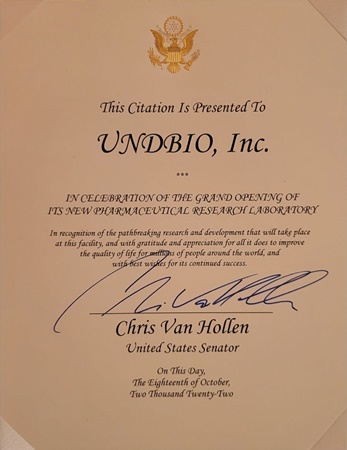 This Citation Is Presented To
UNDBIO, Inc.
***
IN CELEBRATION OF THE GRAND OPENING OF
ITS NEW PHARMACEUTICAL RESEARCH LABORATORY
In recognition of the pathbreaking research and development that will take place
at this facility, and with gratitude and appreciation for all it does to improve
the quality of life for millions of people around the world, and
with best wishes for its continued success.
Chris Van Hollen
Chris Van Hollen
United States Senator
On This Day,
The Eighteenth of October,
Two Thousand Twenty-Two